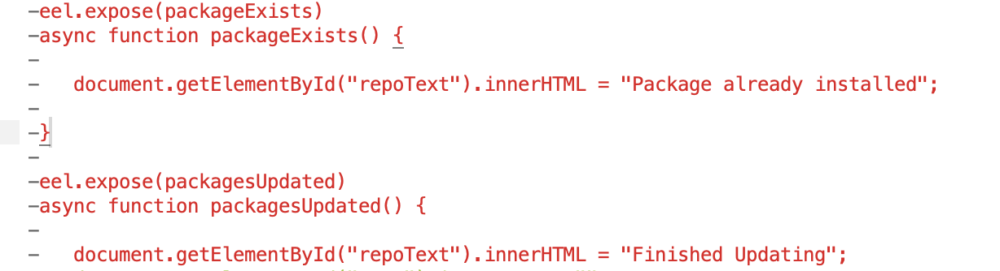 -eel.expose(packageExists)
-async function packageExists() {
-
-   document.getElementById("repoText").innerHTML = "Package already installed";
-
-}
-
-eel.expose(packagesUpdated)
-async function packagesUpdated() {
-
-   document.getElementById("repoText").innerHTML = "Finished Updating";